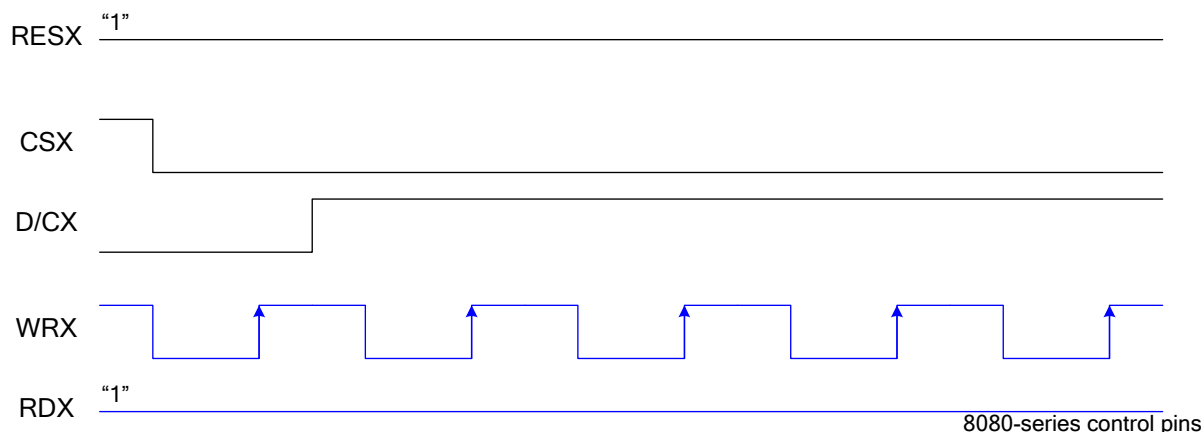 “1”
RESX
CSX
D/CX
WRX
“1”
RDX
8080-series control pins